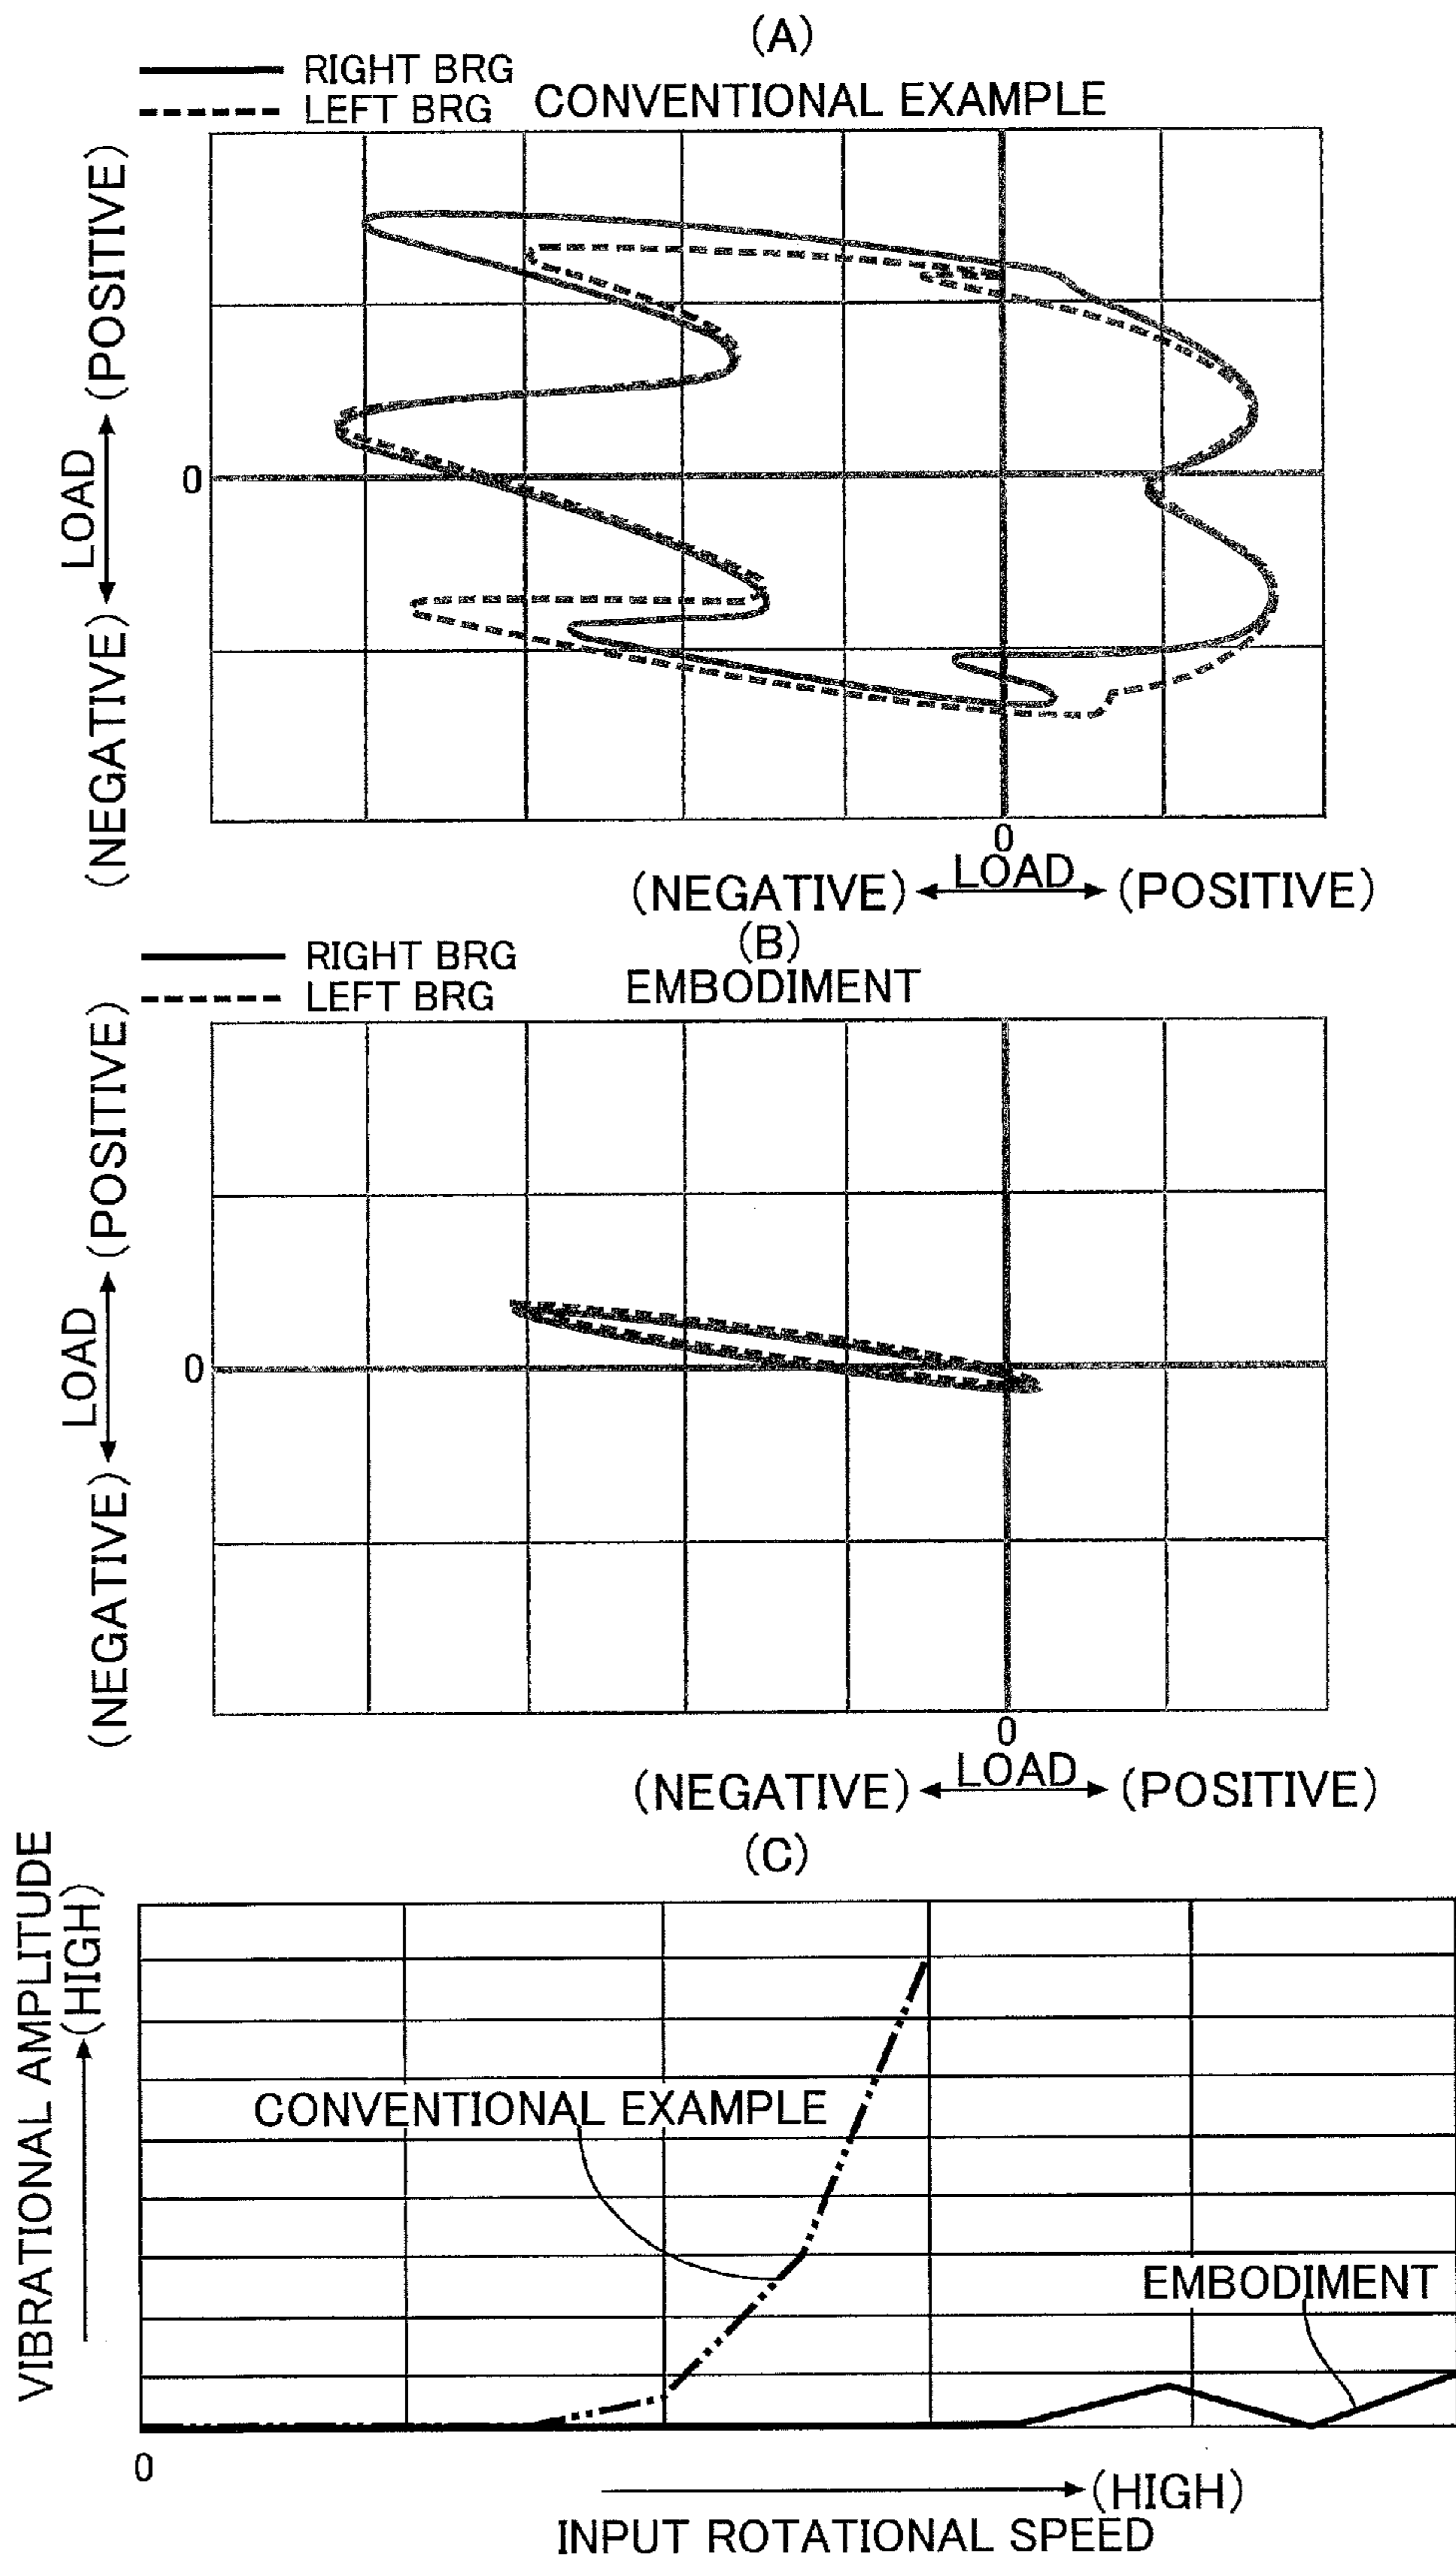 (A)
RIGHT BRG
LEFT BRG
CONVENTIONAL EXAMPLE
(NEGATIVE) LOAD (POSITIVE)
0
0
(NEGATIVE) LOAD (POSITIVE)
(B)
RIGHT BRG
LEFT BRG
EMBODIMENT
(NEGATIVE) LOAD (POSITIVE)
0
0
(NEGATIVE) LOAD (POSITIVE)
(C)
VIBRATIONAL AMPLITUDE
(HIGH)
CONVENTIONAL EXAMPLE
EMBODIMENT
0
(HIGH)
INPUT ROTATIONAL SPEED